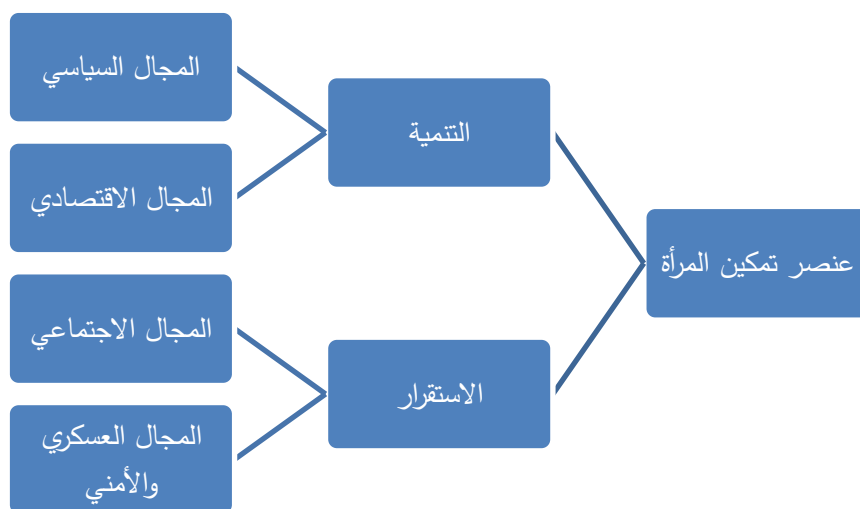 عنصر تمكين المرأة
التنمية
المجال السياسي
المجال الاقتصادي
الاستقرار
المجال الاجتماعي
المجال العسكري
والأمني